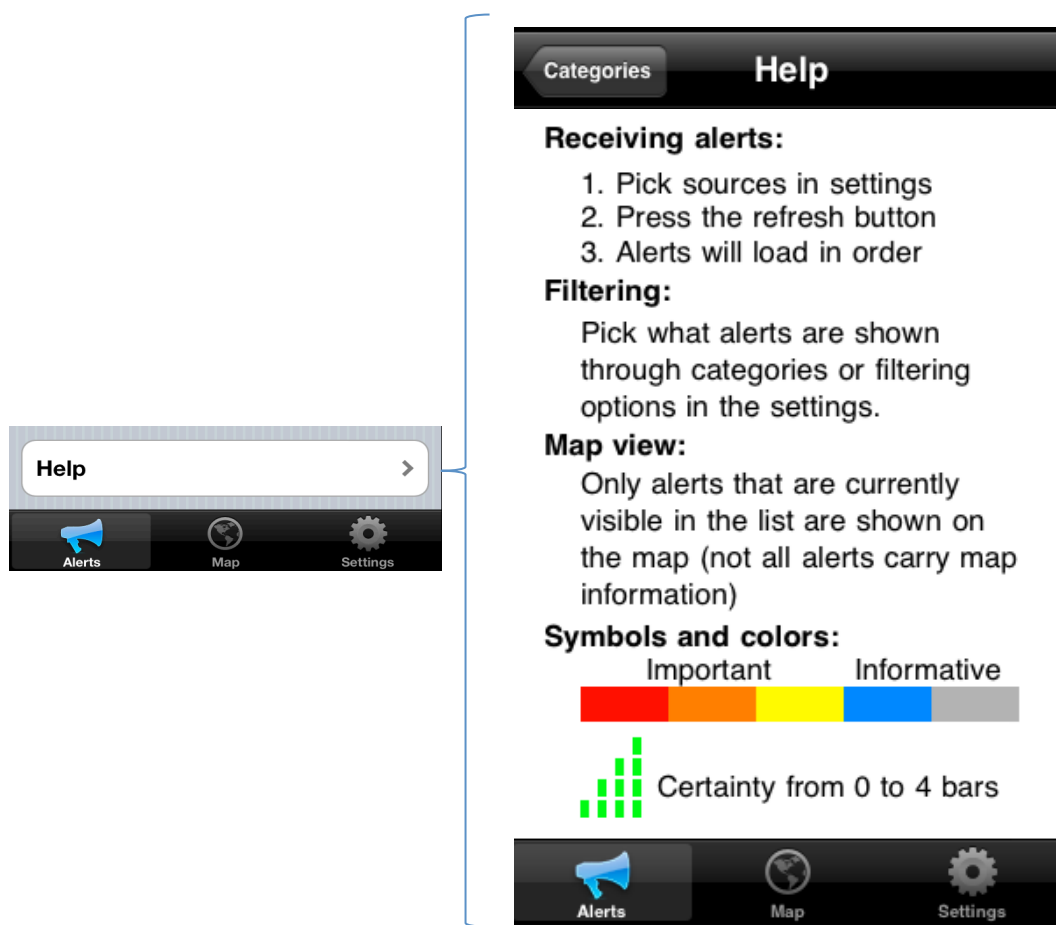 Help
Alerts Map Settings
Categories Help
Receiving alerts:
1. Pick sources in settings
2. Press the refresh button
3. Alerts will load in order
Filtering:
Pick what alerts are shown
through categories or filtering
options in the settings.
Map view:
Only alerts that are currently
visible in the list are shown on
the map (not all alerts carry map
information)
Symbols and colors:
Important Informative
Certainty from 0 to 4 bars
Alerts Map Settings